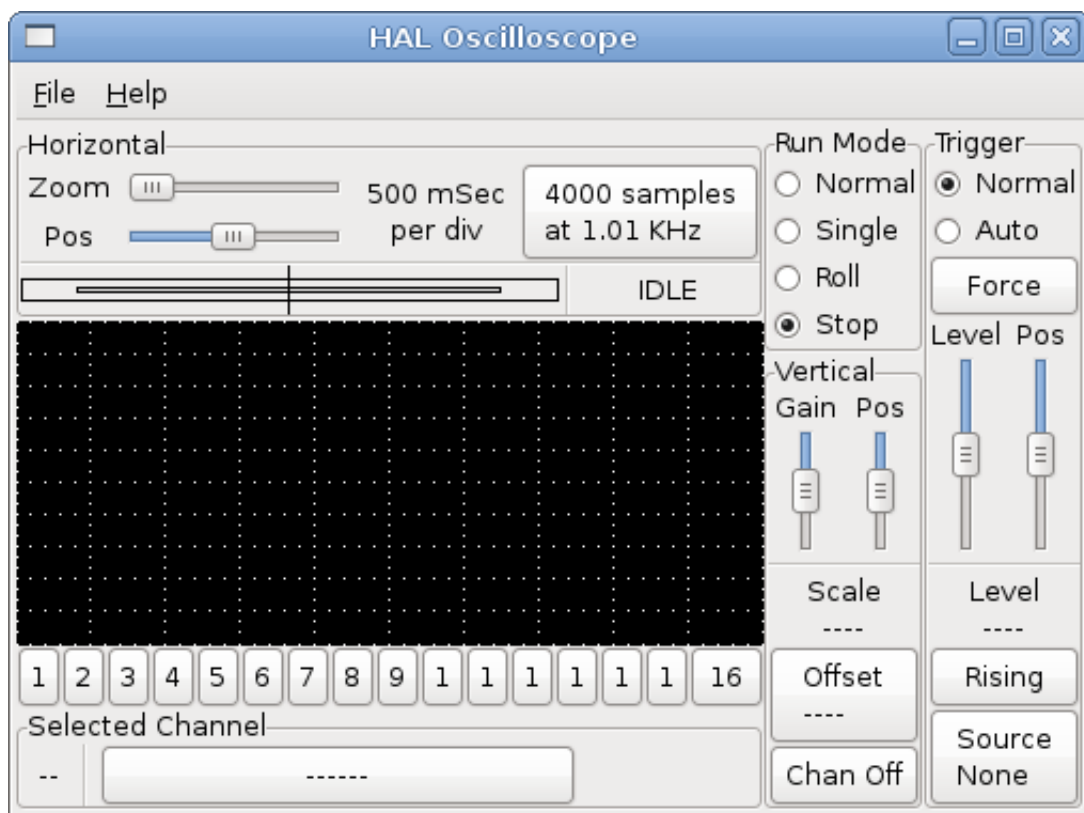 HAL Oscilloscope
File Help
Horizontal
Zoom
Pos
500 mSec
per div
4000 samples
at 1.01 KHz
IDLE
Run Mode
Normal
Single
Roll
Stop
Trigger
Normal
Auto
Force
Level Pos
Vertical
Gain Pos
Scale
----
Level
----
1 2 3 4 5 6 7 8 9 1 1 1 1 1 1 16
Offset
----
Rising
Selected Channel
-- ------
Chan Off
Source
None